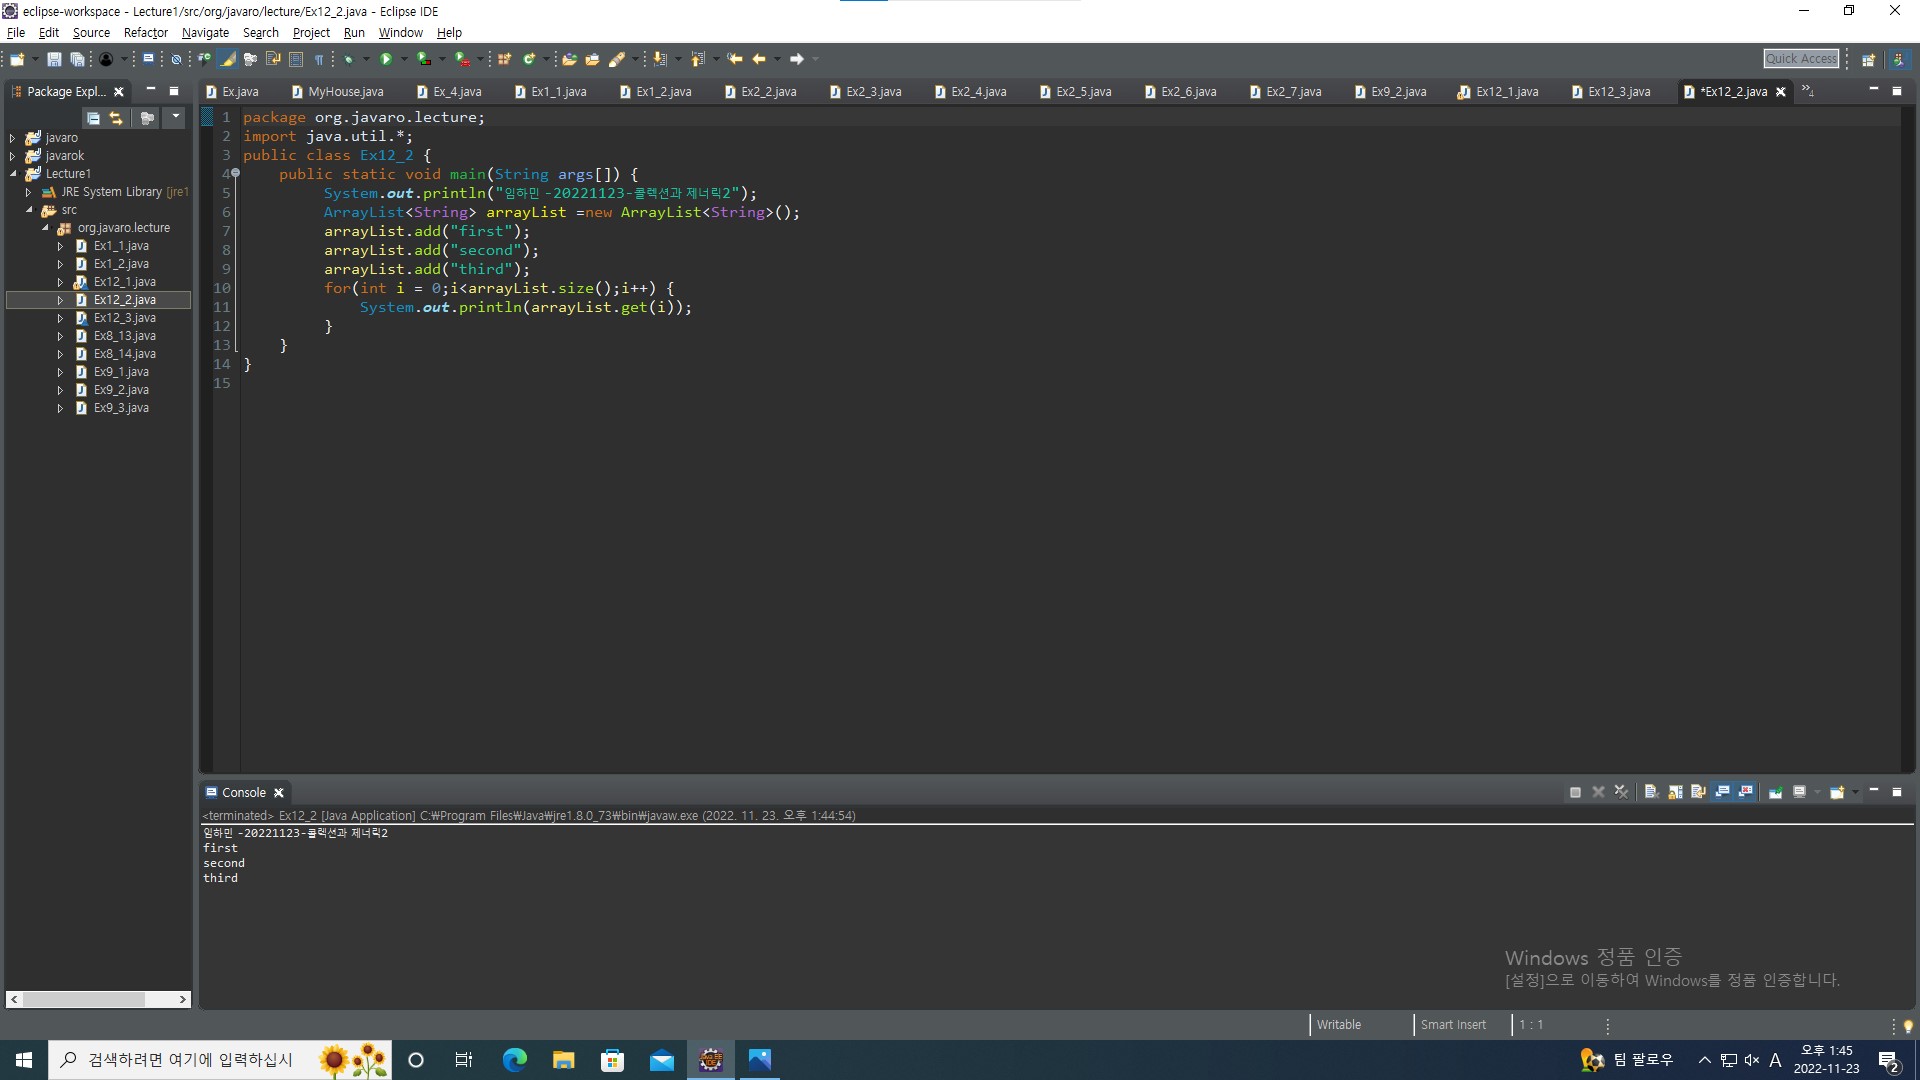 eclipse-workspace - Lecture1/src/org/javaro/lecture/Ex12_2.java - Eclipse IDE
File Edit Source Refactor Navigate Search Project Run Window Help
Quick Access
Package Expl...
Ex.java MyHouse.java Ex_4.java Ex1_1.java Ex1_2.java Ex2_2.java Ex2_3.java Ex2_4.java Ex2_5.java Ex2_6.java Ex2_7.java Ex9_2.java Ex12_1.java Ex12_3.java *Ex12_2.java »4
javaro
javarok
Lecture1
JRE System Library [jre1
src
org.javaro.lecture
Ex1_1.java
Ex1_2.java
Ex12_1.java
Ex12_2.java
Ex12_3.java
Ex8_13.java
Ex8_14.java
Ex9_1.java
Ex9_2.java
Ex9_3.java
1 package org.javaro.lecture;
2 import java.util.*;
3 public class Ex12_2 {
4 public static void main(String args[]) {
5 System.out.println("임하민 -20221123-콜렉션과 제너릭2");
6 ArrayList<String> arrayList =new ArrayList<String>();
7 arrayList.add("first");
8 arrayList.add("second");
9 arrayList.add("third");
10 for(int i = 0;i<arrayList.size();i++) {
11 System.out.println(arrayList.get(i));
12 }
13 }
14 }
15
Console
<terminated> Ex12_2 [Java Application] C:₩Program Files₩Java₩jre1.8.0_73₩bin₩javaw.exe (2022. 11. 23. 오후 1:44:54)
임하민 -20221123-콜렉션과 제너릭2
first
second
third
Windows 정품 인증
[설정]으로 이동하여 Windows를 정품 인증합니다.
Writable Smart Insert 1 : 1
검색하려면 여기에 입력하십시
팀 팔로우
A
오후 1:45
2022-11-23
2